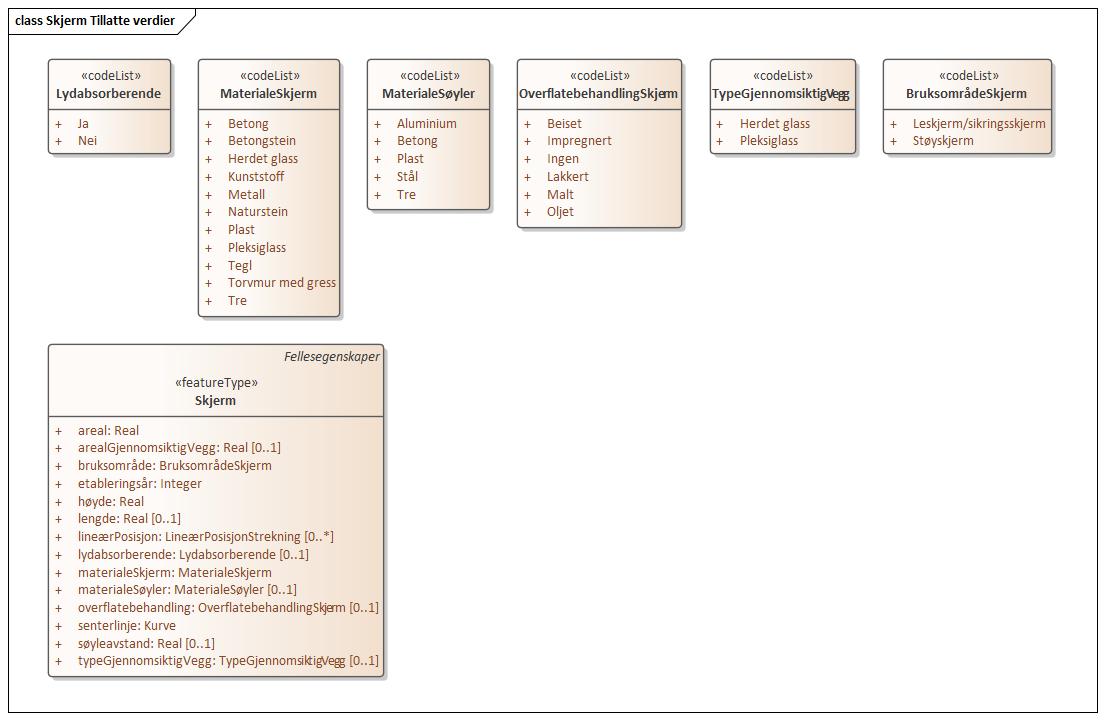 class Skjerm Tillatte verdier
«codeList»
Lydabsorberende
+ Ja
+ Nei
«codeList»
MaterialeSkjerm
+ Betong
+ Betongstein
+ Herdet glass
+ Kunststoff
+ Metall
+ Naturstein
+ Plast
+ Pleksiglass
+ Tegl
+ Torvmur med gress
+ Tre
«codeList»
MaterialeSøyler
+ Aluminium
+ Betong
+ Plast
+ Stål
+ Tre
«codeList»
OverflatebehandlingSkjerm
+ Beiset
+ Impregnert
+ Ingen
+ Lakkert
+ Malt
+ Oljet
«codeList»
TypeGjennomsiktigVegg
+ Herdet glass
+ Pleksiglass
«codeList»
BruksområdeSkjerm
+ Leskjerm/sikringsskjerm
+ Støyskjerm
Fellesegenskaper
«featureType»
Skjerm
+ areal: Real
+ arealGjennomsiktigVegg: Real [0..1]
+ bruksområde: BruksområdeSkjerm
+ etableringsår: Integer
+ høyde: Real
+ lengde: Real [0..1]
+ lineærPosisjon: LineærPosisjonStrekning [0..*]
+ lydabsorberende: Lydabsorberende [0..1]
+ materialeSkjerm: MaterialeSkjerm
+ materialeSøyler: MaterialeSøyler [0..1]
+ overflatebehandling: OverflatebehandlingSkjerm [0..1]
+ senterlinje: Kurve
+ søyleavstand: Real [0..1]
+ typeGjennomsiktigVegg: TypeGjennomsiktigVegg [0..1]